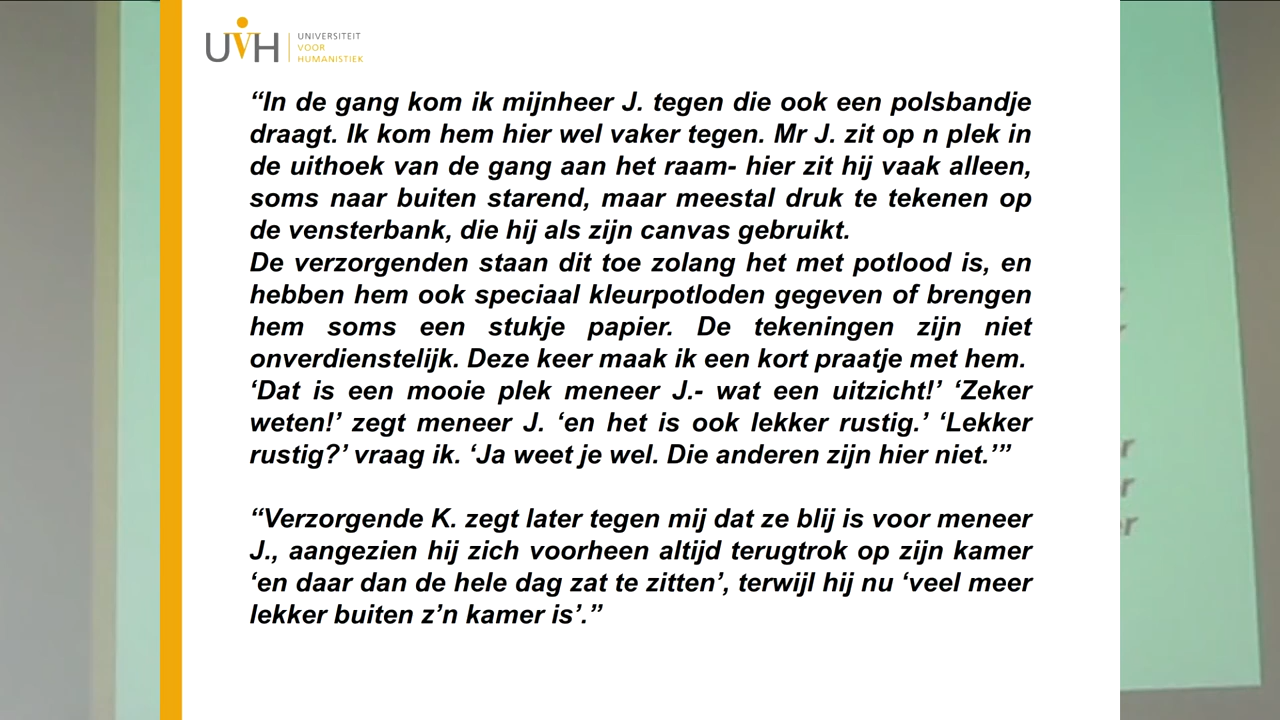 UVH
UNIVERSITEIT
VOOR
HUMANISTIEK
“In de gang kom ik mijnheer J. tegen die ook een polsbandje
draagt. Ik kom hem hier wel vaker tegen. Mr J. zit op n plek in
de uithoek van de gang aan het raam- hier zit hij vaak alleen,
soms naar buiten starend, maar meestal druk te tekenen op
de vensterbank, die hij als zijn canvas gebruikt.
De verzorgenden staan dit toe zolang het met potlood is, en
hebben hem ook speciaal kleurpotloden gegeven of brengen
hem soms een stukje papier. De tekeningen zijn niet
onverdienstelijk. Deze keer maak ik een kort praatje met hem.
‘Dat is een mooie plek meneer J.- wat een uitzicht!’ ‘Zeker
weten!’ zegt meneer J. ‘en het is ook lekker rustig.’ ‘Lekker
rustig?’ vraag ik. ‘Ja weet je wel. Die anderen zijn hier niet.’”
“Verzorgende K. zegt later tegen mij dat ze blij is voor meneer
J., aangezien hij zich voorheen altijd terugtrok op zijn kamer
‘en daar dan de hele dag zat te zitten’, terwijl hij nu ‘veel meer
lekker buiten z’n kamer is’.”